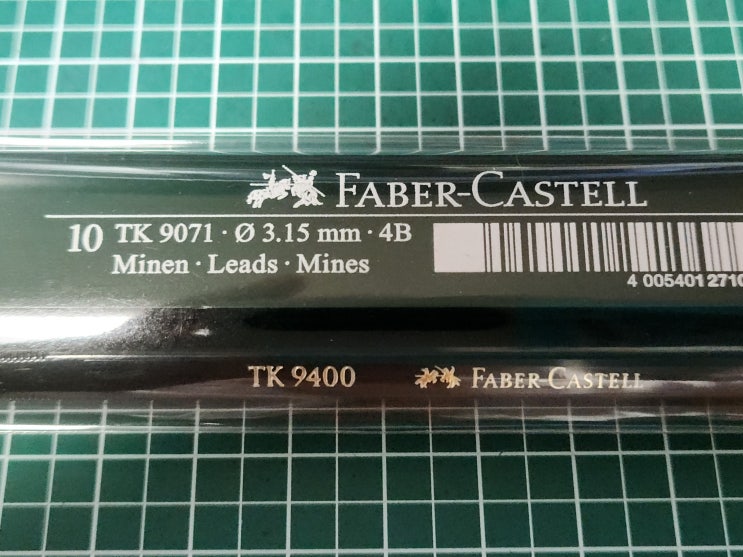 FABER-CASTELL
10 TK 9071 · Ø 3.15 mm · 4B
Minen · Leads · Mines
4 005401 2710
TK 9400 FABER-CASTELL